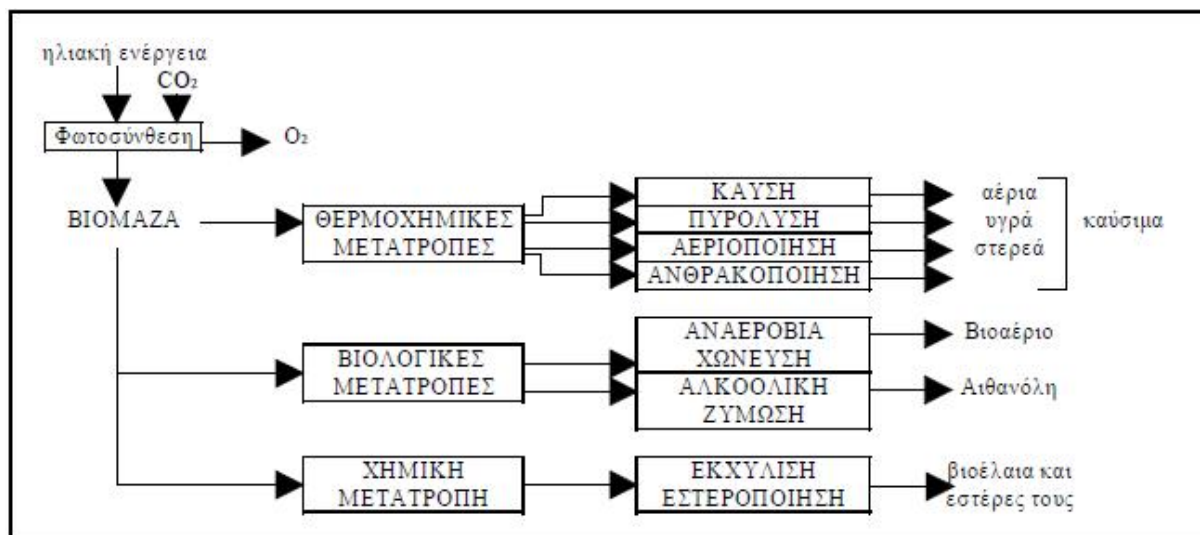 ηλιακή ενέργεια
CO₂
Φωτοσύνθεση
O₂
ΒΙΟΜΑΖΑ
ΘΕΡΜΟΧΗΜΙΚΕΣ
ΜΕΤΑΤΡΟΠΕΣ
ΚΑΥΣΗ
ΠΥΡΟΛΥΣΗ
ΑΕΡΙΟΠΟΙΗΣΗ
ΑΝΘΡΑΚΟΠΟΙΗΣΗ
αέρια
υγρά
στερεά
καύσιμα
ΒΙΟΛΟΓΙΚΕΣ
ΜΕΤΑΤΡΟΠΕΣ
ΑΝΑΕΡΟΒΙΑ
ΧΩΝΕΥΣΗ
ΑΛΚΟΟΛΙΚΗ
ΖΥΜΩΣΗ
Βιοαέριο
Αιθανόλη
ΧΗΜΙΚΗ
ΜΕΤΑΤΡΟΠΗ
ΕΚΧΥΛΙΣΗ
ΕΣΤΕΡΟΠΟΙΗΣΗ
βιοέλαια και
εστέρες τους